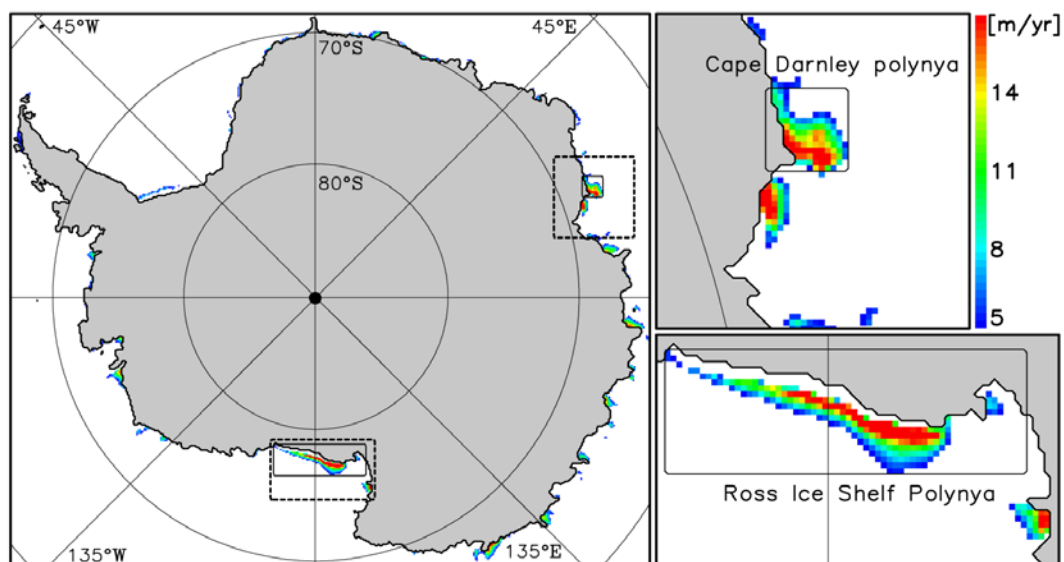 45°W
45°E
70°S
80°S
135°W
135°E
Cape Darnley polynya
[m/yr]
14
11
8
5
Ross Ice Shelf Polynya